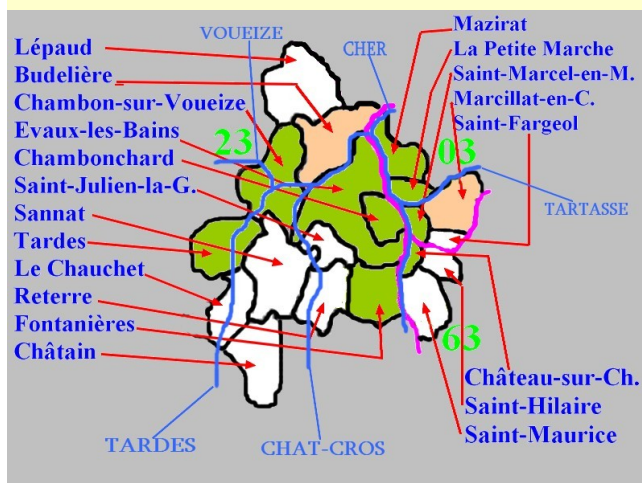 Lépaud
Budelière
Chambon-sur-Voueize
Evaux-les-Bains
Chambonchard
Saint-Julien-la-G.
Sannat
Tardes
Le Chauchet
Reterre
Fontanières
Châtain
VOUEIZE
CHER
23
03
63
TARDES
CHAT-CROS
TARTASSE
Mazirat
La Petite Marche
Saint-Marcel-en-M.
Marcillat-en-C.
Saint-Fargeol
Château-sur-Ch.
Saint-Hilaire
Saint-Maurice